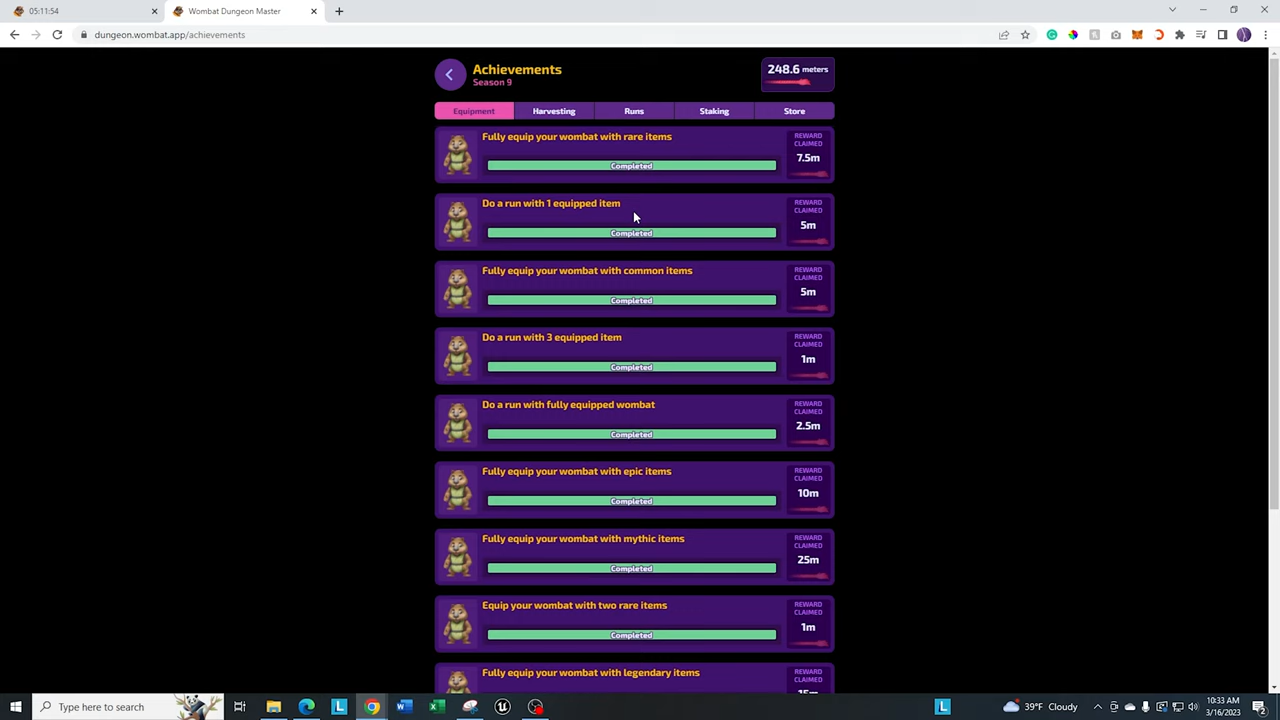 05:11:54
Wombat Dungeon Master
dungeon.wombat.app/achievements
Achievements
Season 9
248.6 meters
Equipment
Harvesting
Runs
Staking
Store
Fully equip your wombat with rare items
Completed
REWARD
CLAIMED
7.5m
Do a run with 1 equipped item
Completed
REWARD
CLAIMED
5m
Fully equip your wombat with common items
Completed
REWARD
CLAIMED
5m
Do a run with 3 equipped item
Completed
REWARD
CLAIMED
1m
Do a run with fully equipped wombat
Completed
REWARD
CLAIMED
2.5m
Fully equip your wombat with epic items
Completed
REWARD
CLAIMED
10m
Fully equip your wombat with mythic items
Completed
REWARD
CLAIMED
25m
Equip your wombat with two rare items
Completed
REWARD
CLAIMED
1m
Fully equip your wombat with legendary items
REWARD
CLAIMED
15m
Type here to search
39°F Cloudy
10:33 AM
3/16/2023